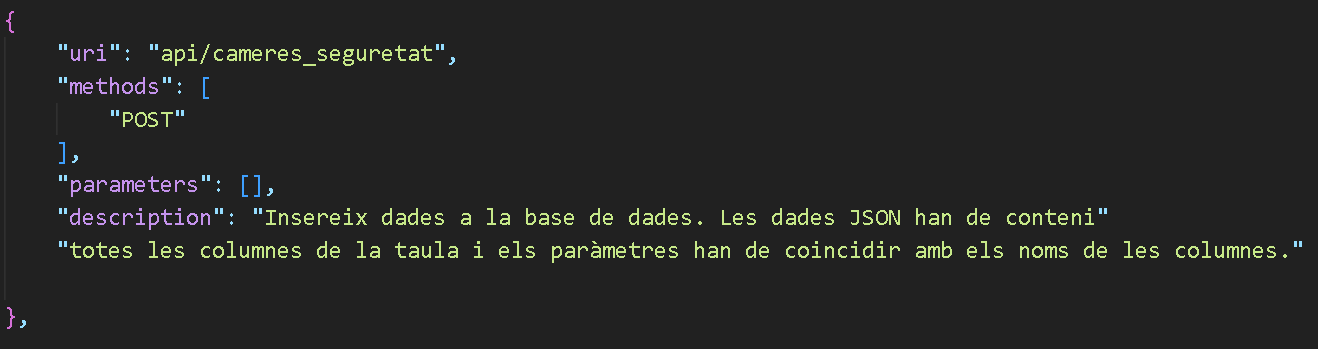 {
"uri": "api/cameres_seguretat",
"methods": [
"POST"
],
"parameters": [],
"description": "Insereix dades a la base de dades. Les dades JSON han de conteni"
"totes les columnes de la taula i els paràmetres han de coincidir amb els noms de les columnes."
},